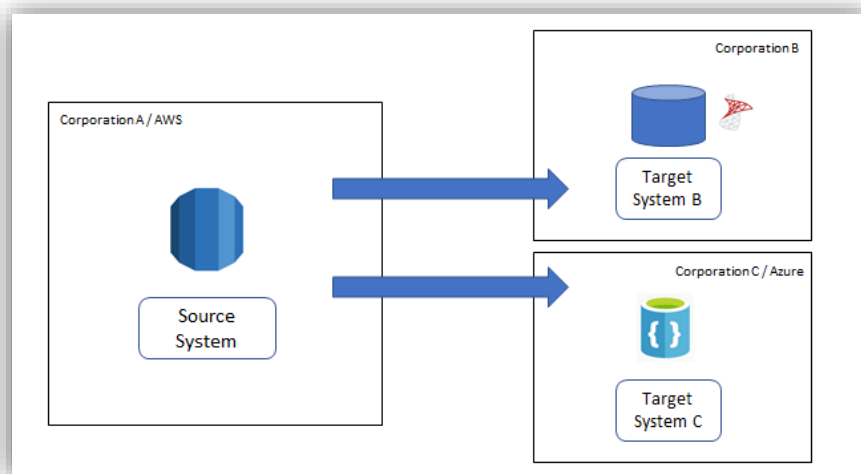 Corporation A / AWS
Source
System
Corporation B
Target
System B
Corporation C / Azure
{ }
Target
System C